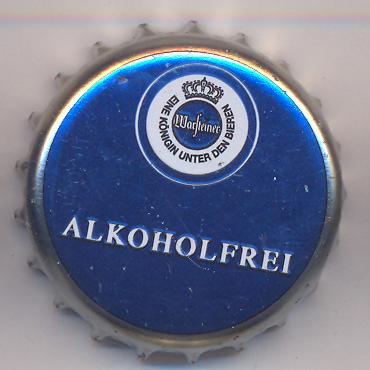 Warsteiner
EINE KÖNIGIN UNTER DEN BIEREN
ALKOHOLFREI